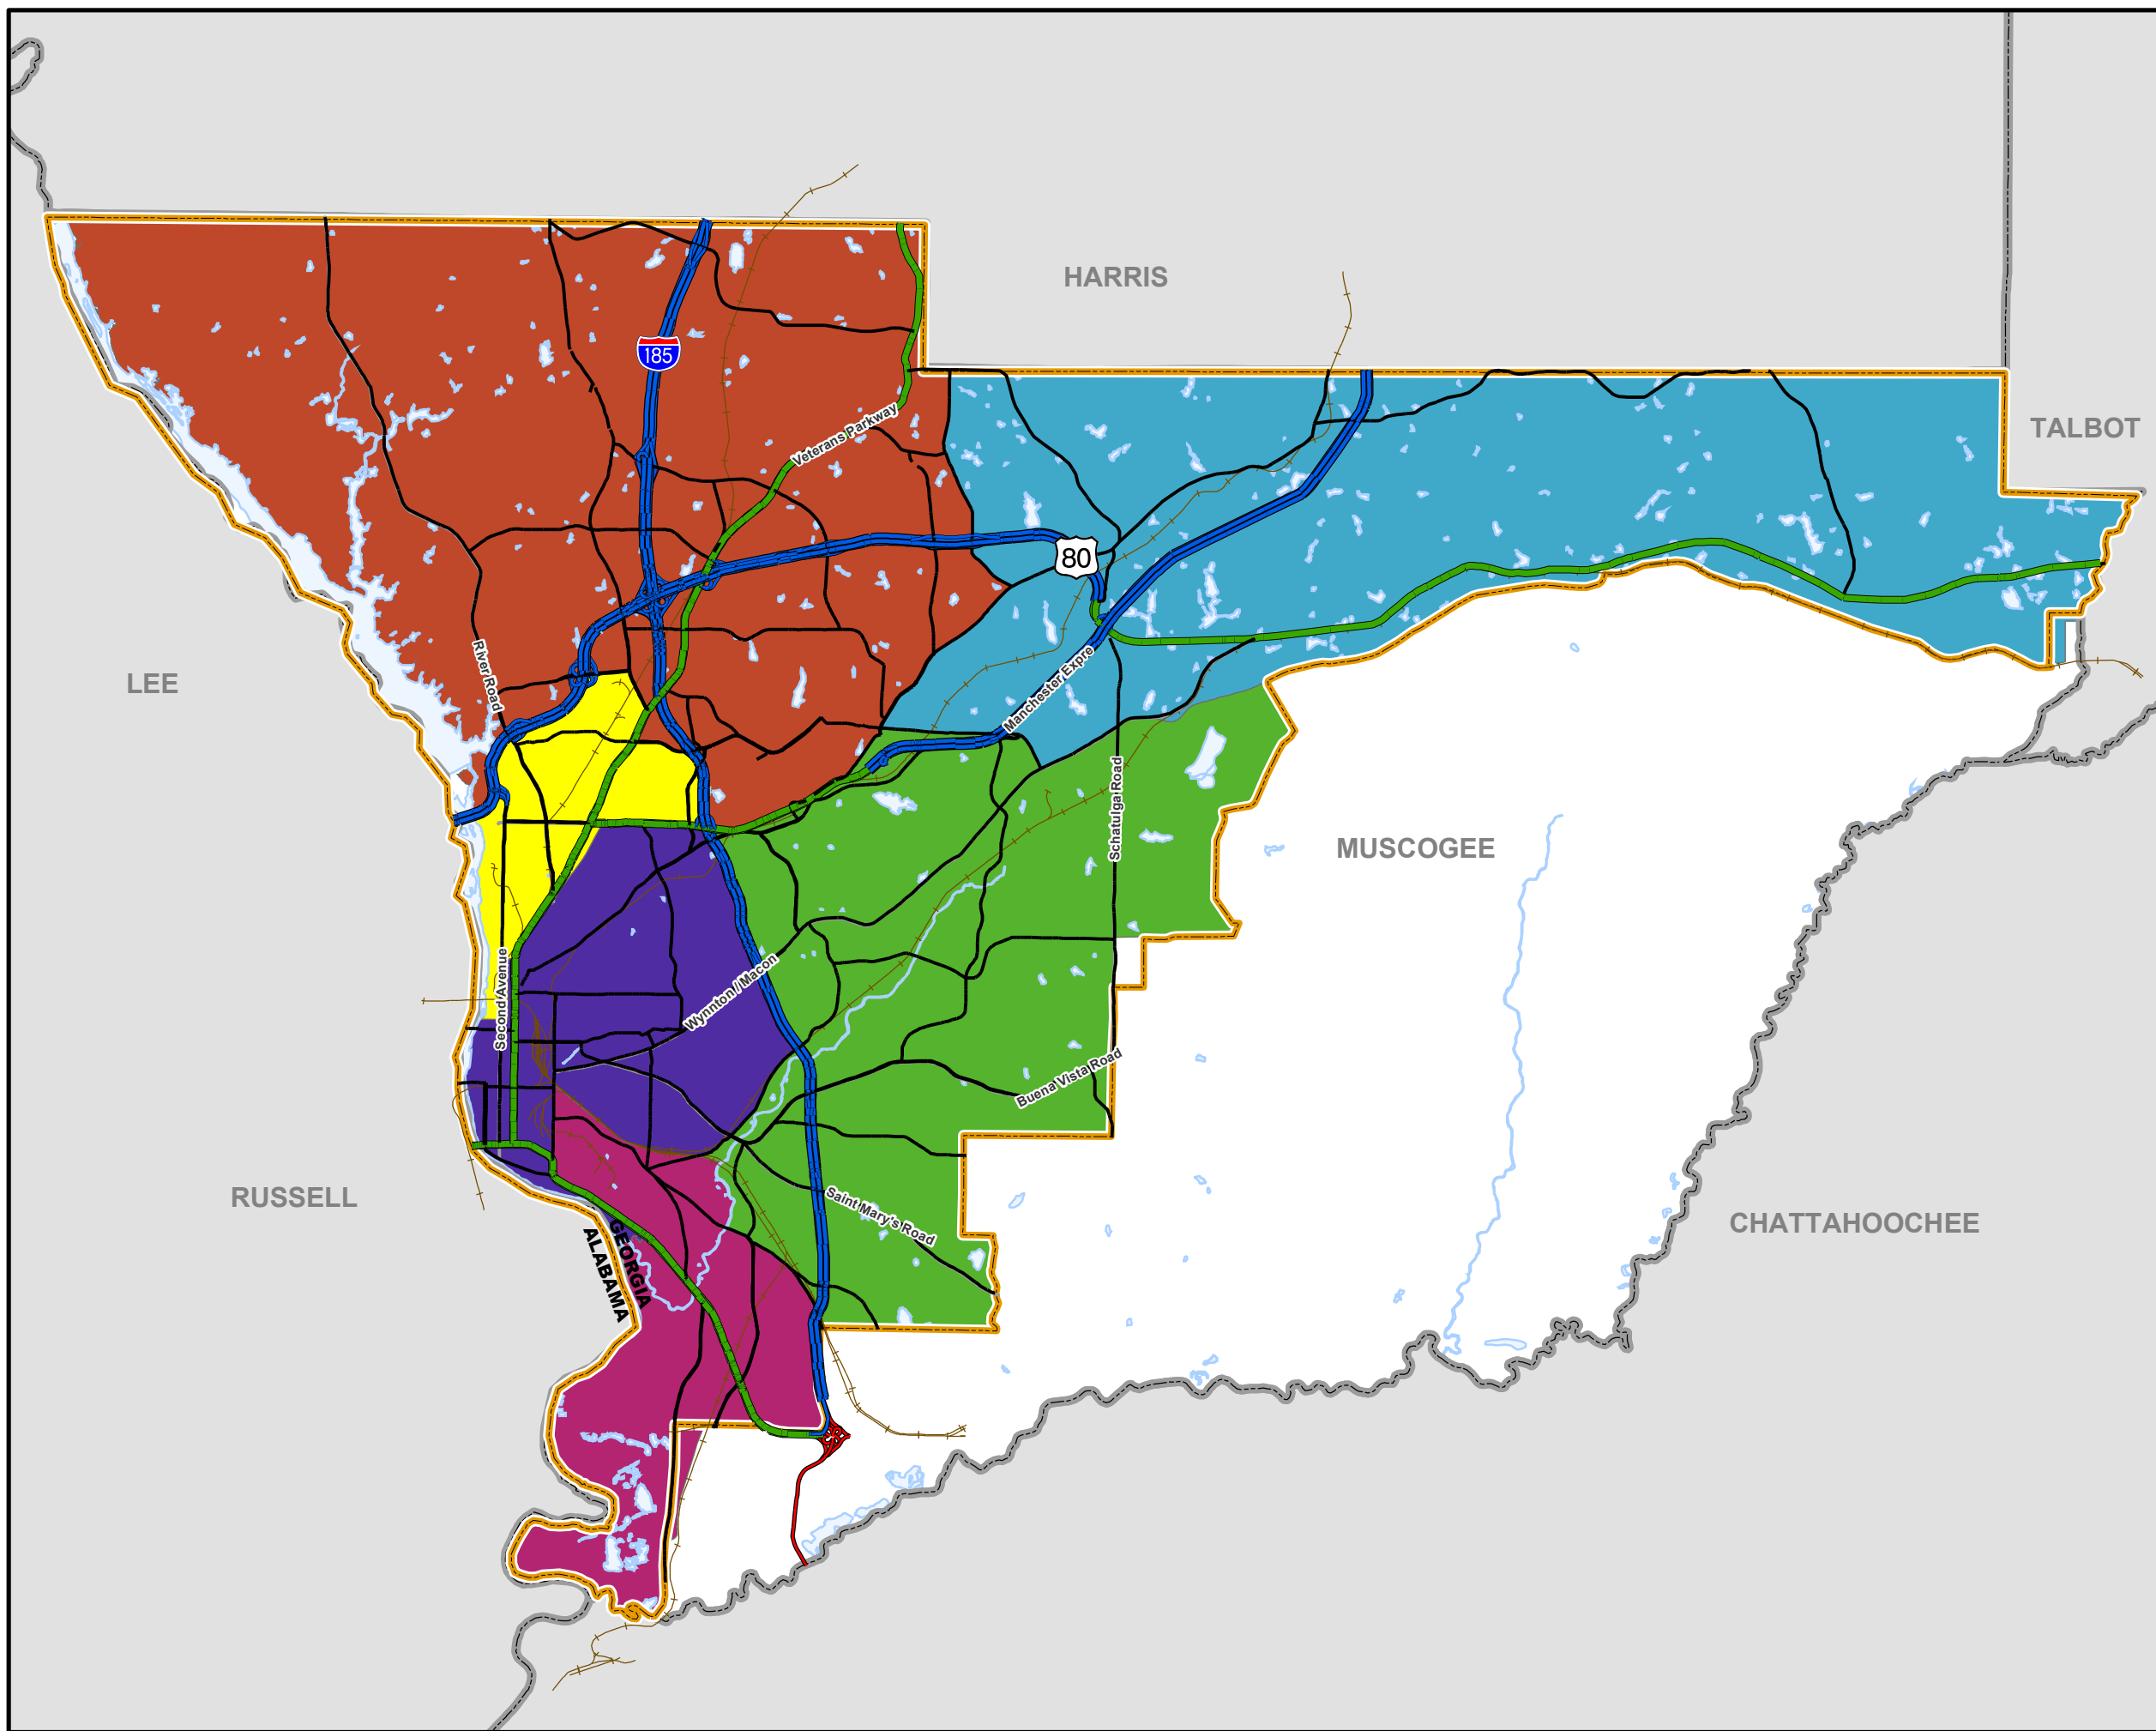 HARRIS
185
TALBOT
Veterans Parkway
80
River Road
LEE
Manchester Expre
Schatulga Road
MUSCOGEE
Second Avenue
Wynnton / Macon
Buena Vista Road
RUSSELL
Saint Mary's Road
CHATTAHOOCHEE
GEORGIA
ALABAMA